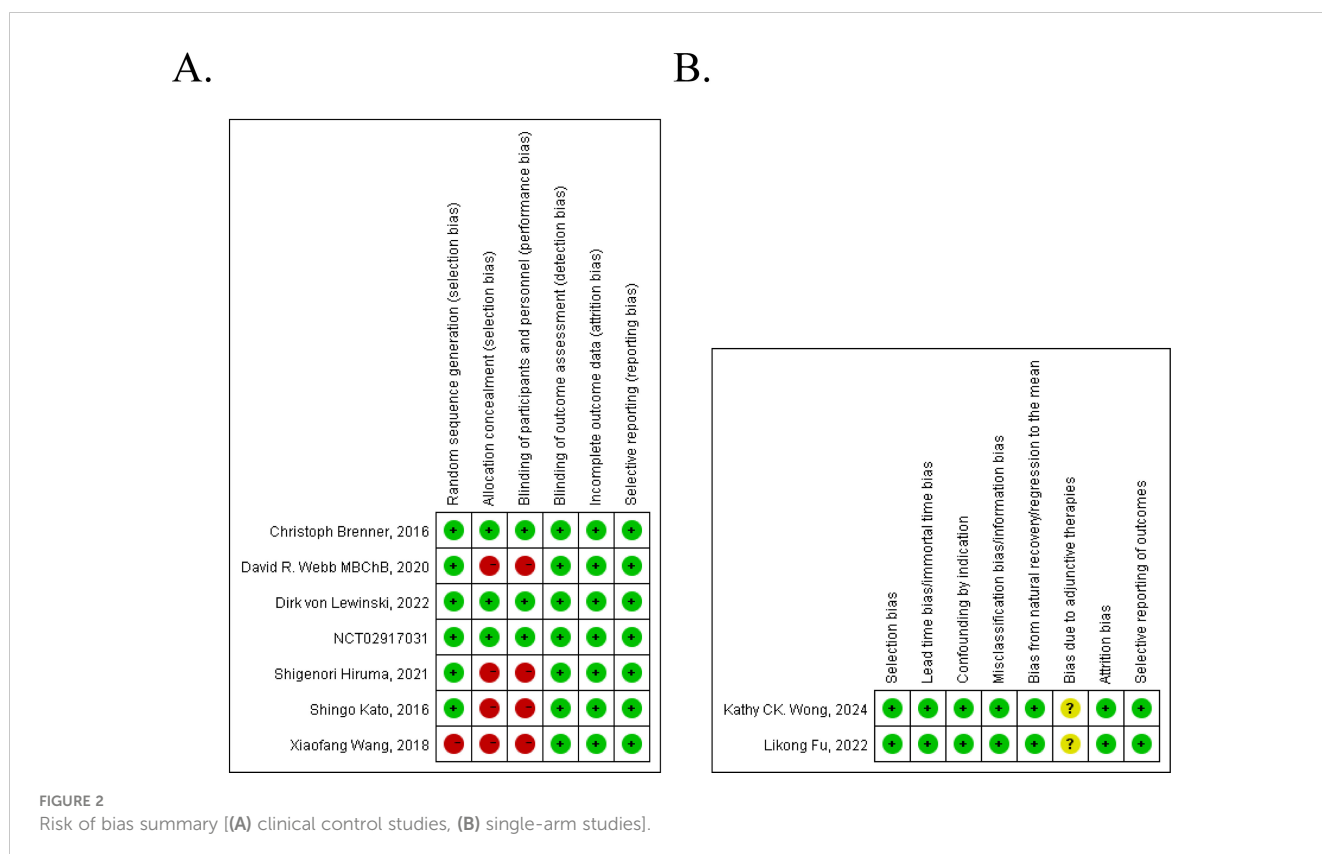 A.
B.
Random sequence generation (selection bias)
Allocation concealment (selection bias)
Blinding of participants and personnel (performance bias)
Blinding of outcome assessment (detection bias)
Incomplete outcome data (attrition bias)
Selective reporting (reporting bias)
Christoph Brenner, 2016 + + + + + +
David R. Webb MBChB, 2020 + - - + + +
Dirk von Lewinski, 2022 + + + + + +
NCT02917031 + + + + + +
Shigenori Hiruma, 2021 + - - + + +
Shingo Kato, 2016 + - - + + +
Xiaofang Wang, 2018 - - - + + +
Selection bias
Lead time bias/immortal time bias
Confounding by indication
Misclassification bias/information bias
Bias from natural recovery/regression to the mean
Bias due to adjunctive therapies
Attrition bias
Selective reporting of outcomes
Kathy CK. Wong, 2024 + + + + + ? + +
Likong Fu, 2022 + + + + + ? + +
FIGURE 2
Risk of bias summary [(A) clinical control studies, (B) single-arm studies].